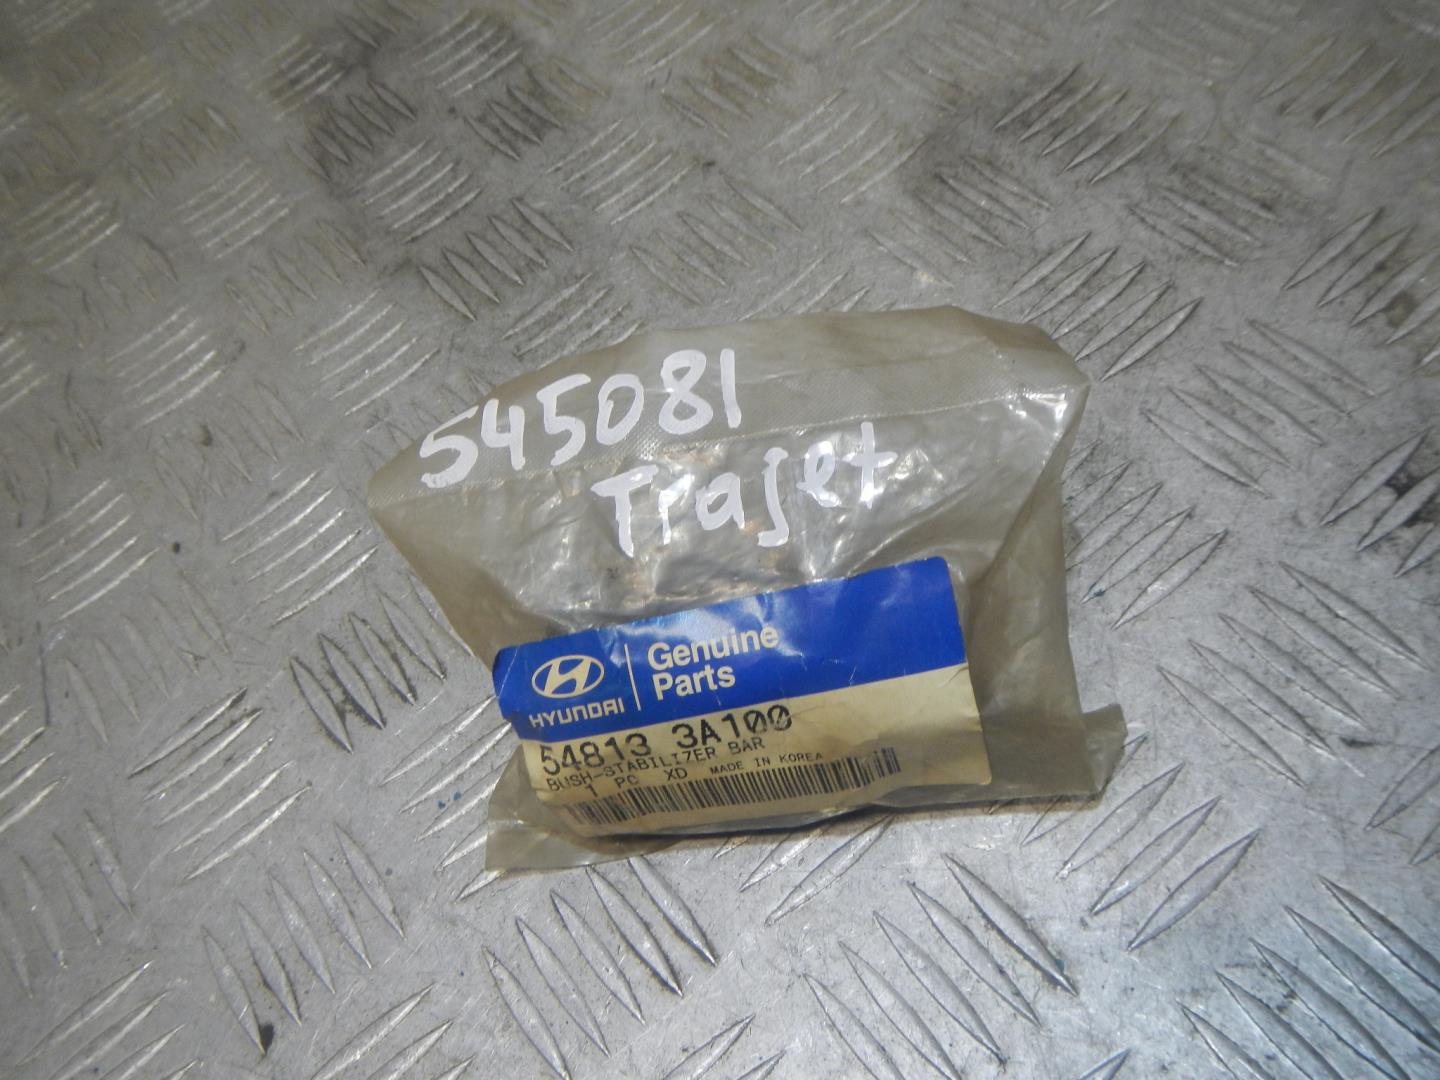 545081
Trajet
HYUNDAI
Genuine
Parts
54813 3A100
BUSH-STABILIZER BAR
1 PC XD MADE IN KOREA